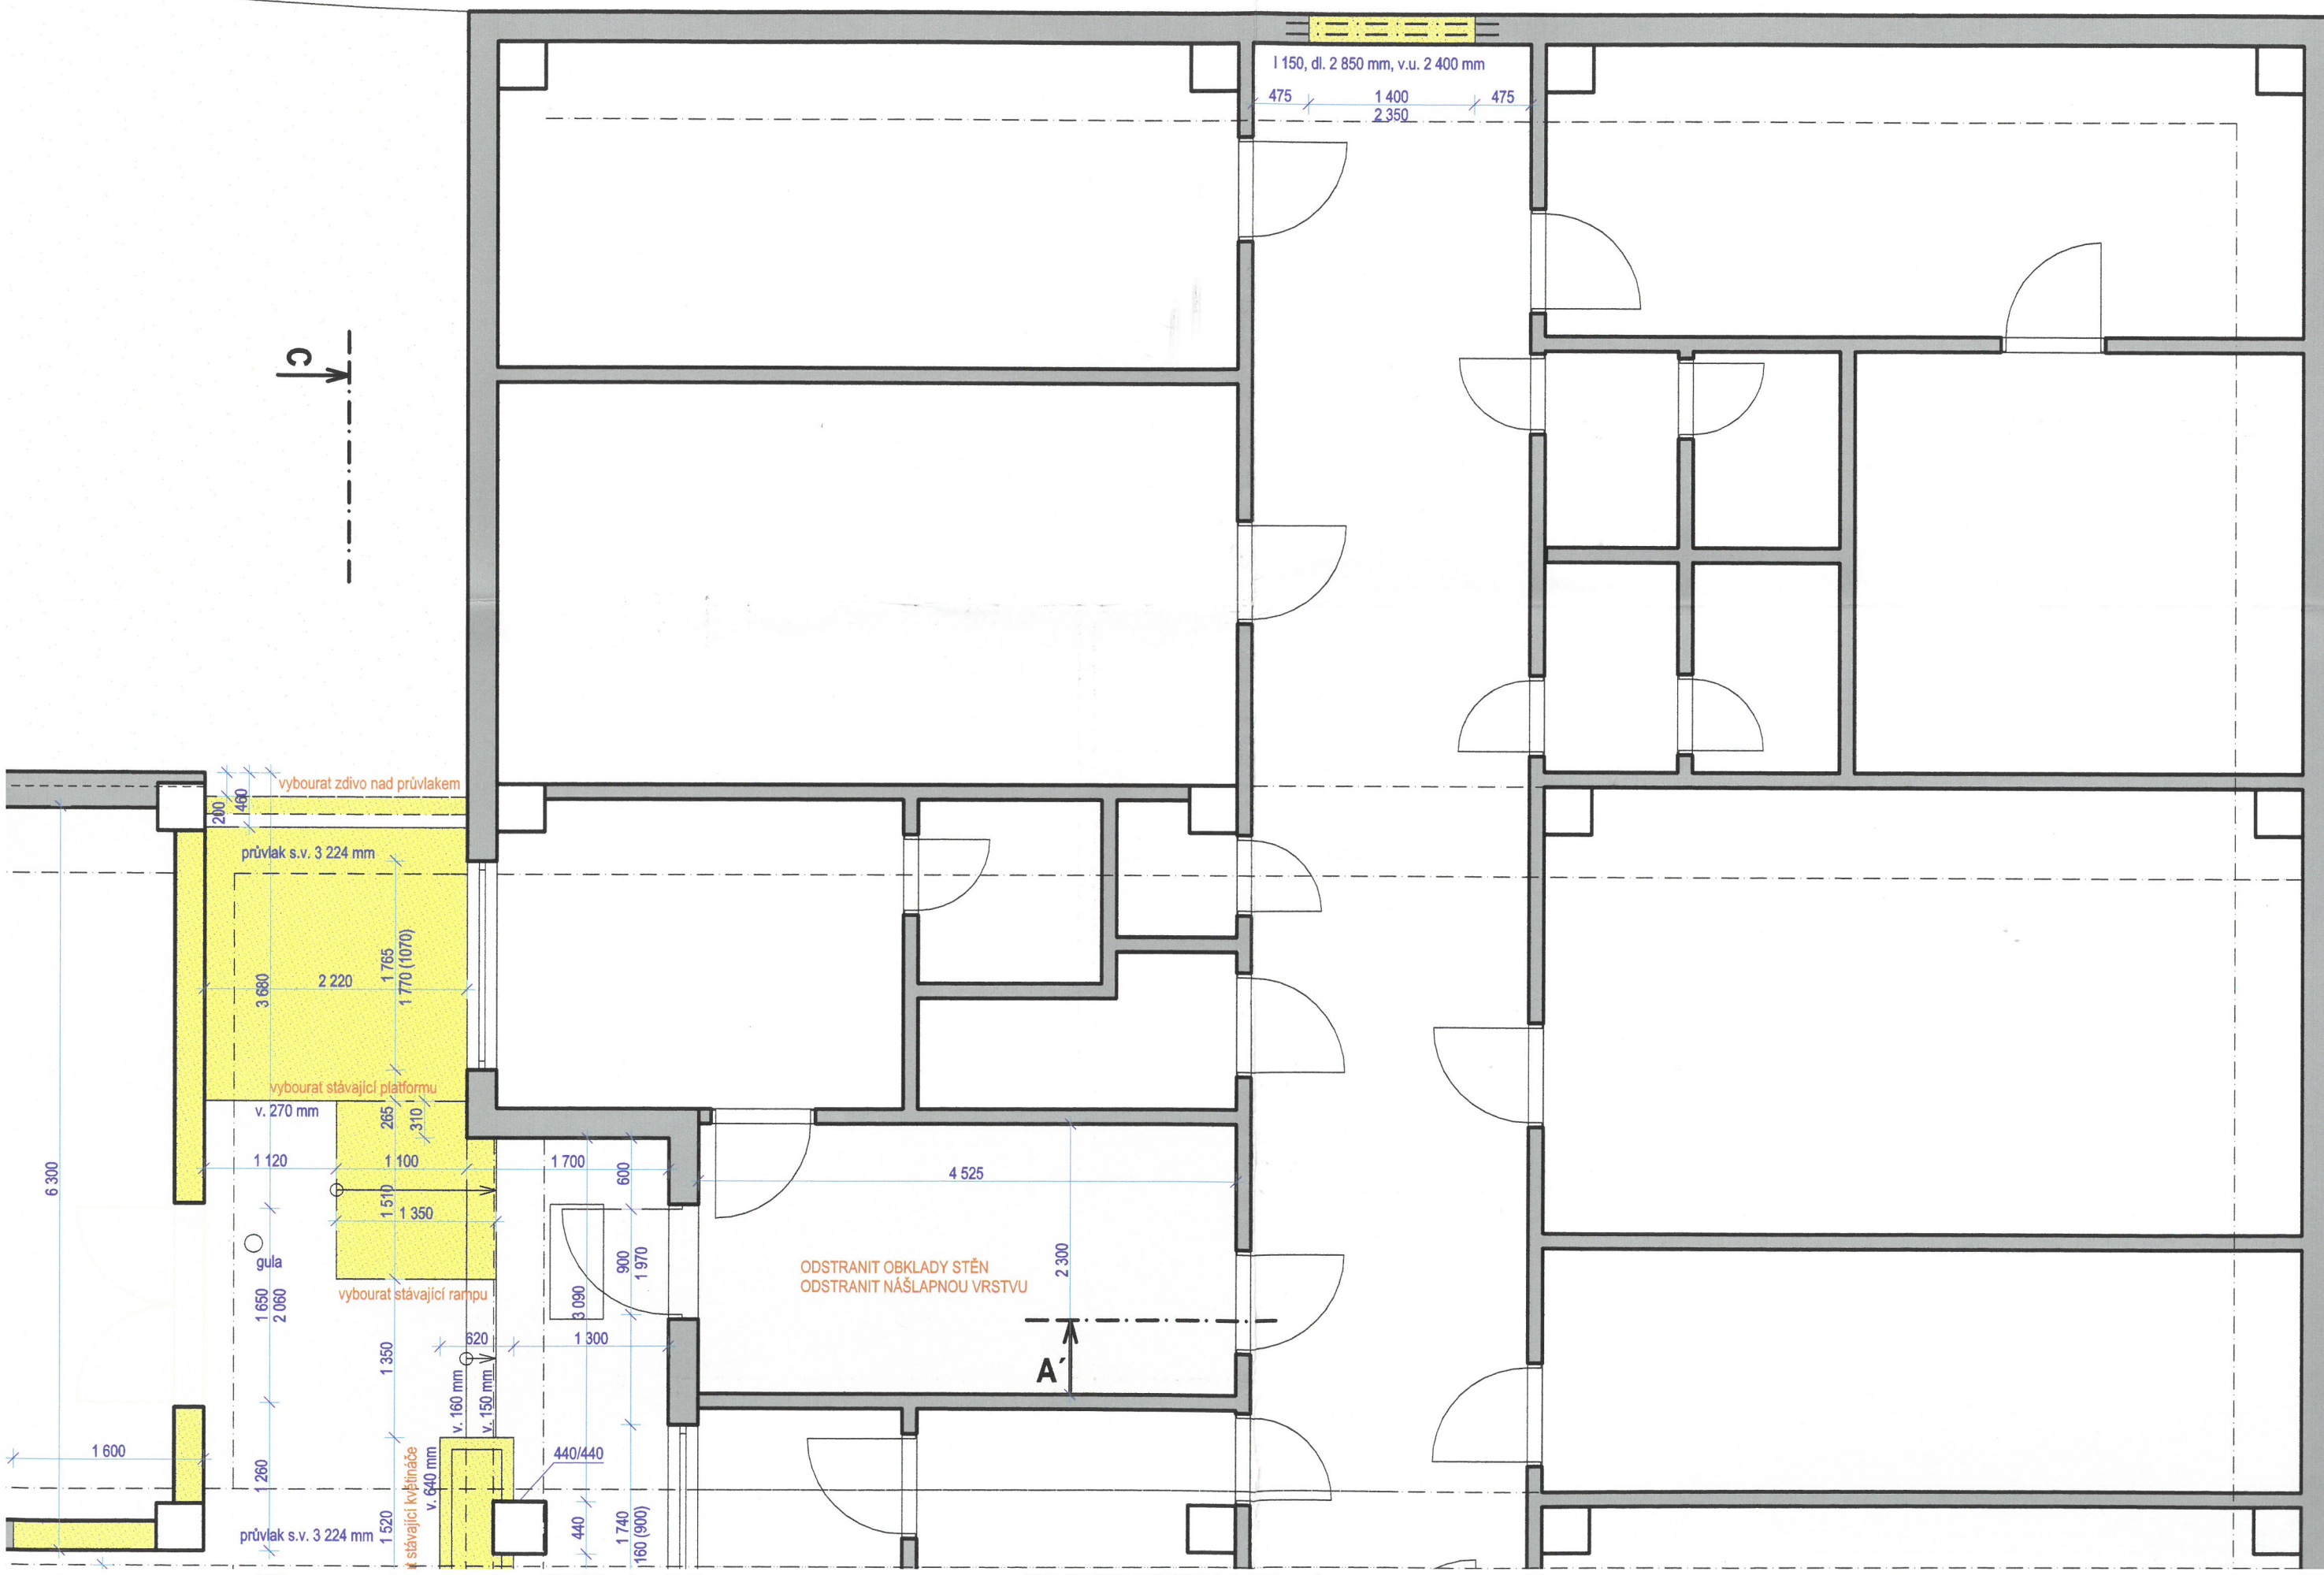 I 150, dl. 2 850 mm, v.u. 2 400 mm
475
1 400
475
2 350
C
vybourat zdivo nad průvlakem
200
460
průvlak s.v. 3 224 mm
3 680
2 220
1 765
1 770 (1070)
vybourat stávající platformu
v. 270 mm
265
310
6 300
1 120
1 100
1 700
600
4 525
1 510
1 350
gula
1 650
2 060
vybourat stávající rampu
900
1 970
3 090
2 300
ODSTRANIT OBKLADY STĚN
ODSTRANIT NÁŠLAPNOU VRSTVU
620
1 300
1 350
A´
v. 160 mm
v. 150 mm
1 600
1 260
440/440
stávající květináče
v. 640 mm
průvlak s.v. 3 224 mm
1 520
440
1 740
160 (900)